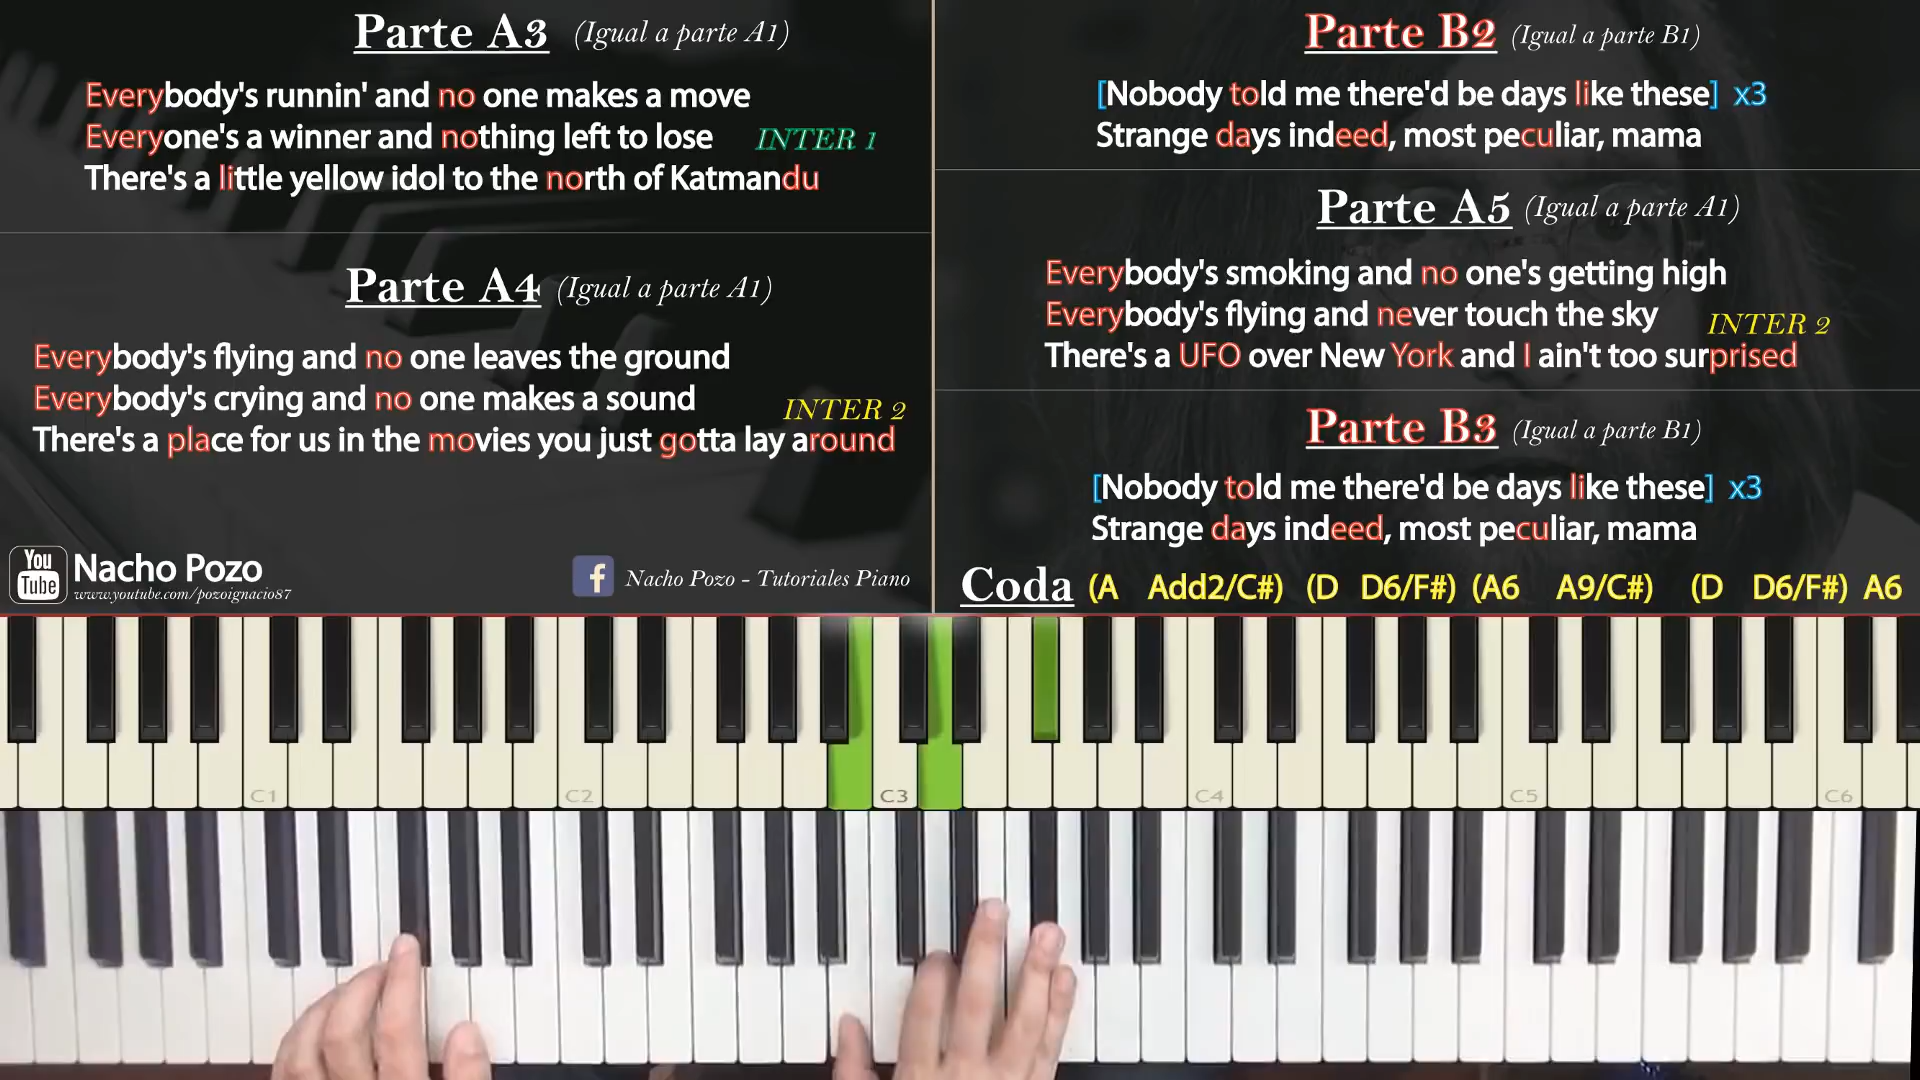 Parte A3 (Igual a parte A1)
Everybody's runnin' and no one makes a move
Everyone's a winner and nothing left to lose
INTER 1
There's a little yellow idol to the north of Katmandu
Parte A4 (Igual a parte A1)
Everybody's flying and no one leaves the ground
Everybody's crying and no one makes a sound
INTER 2
There's a place for us in the movies you just gotta lay around
You
Tube
Nacho Pozo
www.youtube.com/pozoignacio87
f
Nacho Pozo - Tutoriales Piano
Parte B2 (Igual a parte B1)
[Nobody told me there'd be days like these] x3
Strange days indeed, most peculiar, mama
Parte A5 (Igual a parte A1)
Everybody's smoking and no one's getting high
Everybody's flying and never touch the sky
INTER 2
There's a UFO over New York and I ain't too surprised
Parte B3 (Igual a parte B1)
[Nobody told me there'd be days like these] x3
Strange days indeed, most peculiar, mama
Coda (A Add2/C#) (D D6/F#) (A6 A9/C#) (D D6/F#) A6
C1 C2 C3 C4 C5 C6